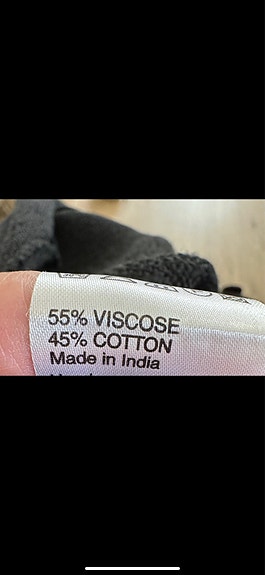 55% VISCOSE
45% COTTON
Made in India